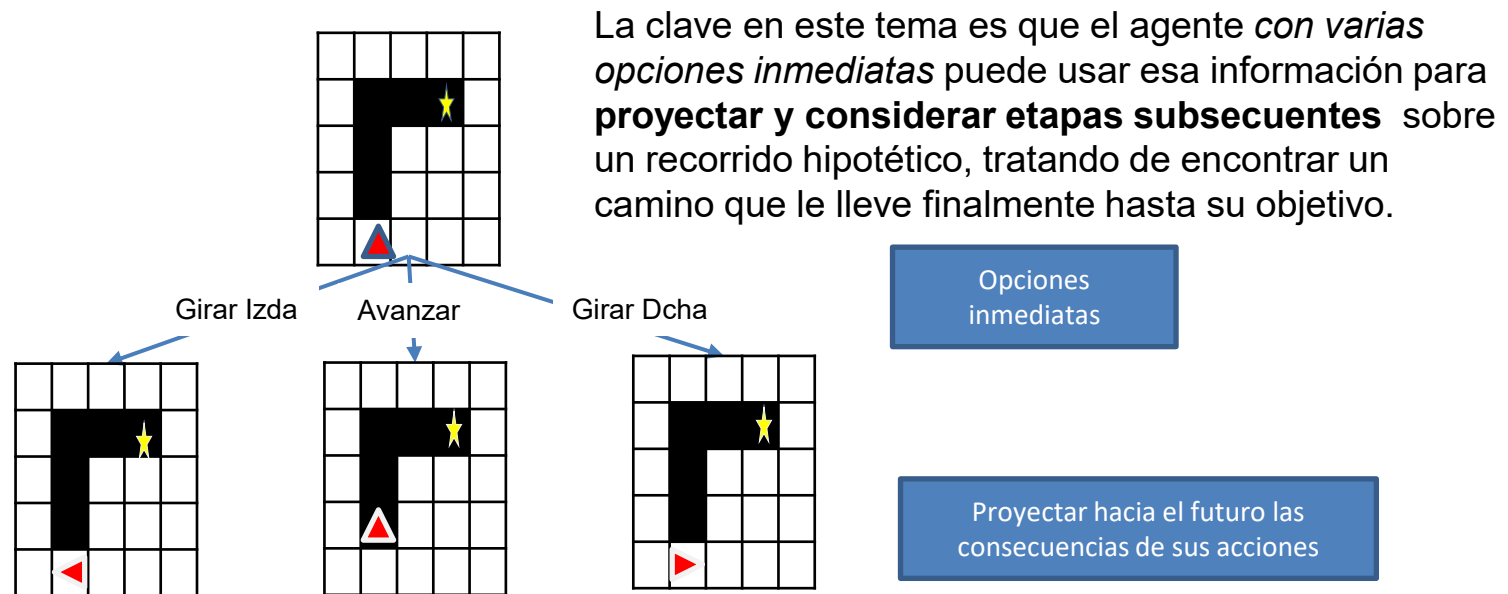 La clave en este tema es que el agente con varias
opciones inmediatas puede usar esa información para
proyectar y considerar etapas subsecuentes sobre
un recorrido hipotético, tratando de encontrar un
camino que le lleve finalmente hasta su objetivo.
Opciones
inmediatas
Girar Izda
Avanzar
Girar Dcha
Proyectar hacia el futuro las
consecuencias de sus acciones